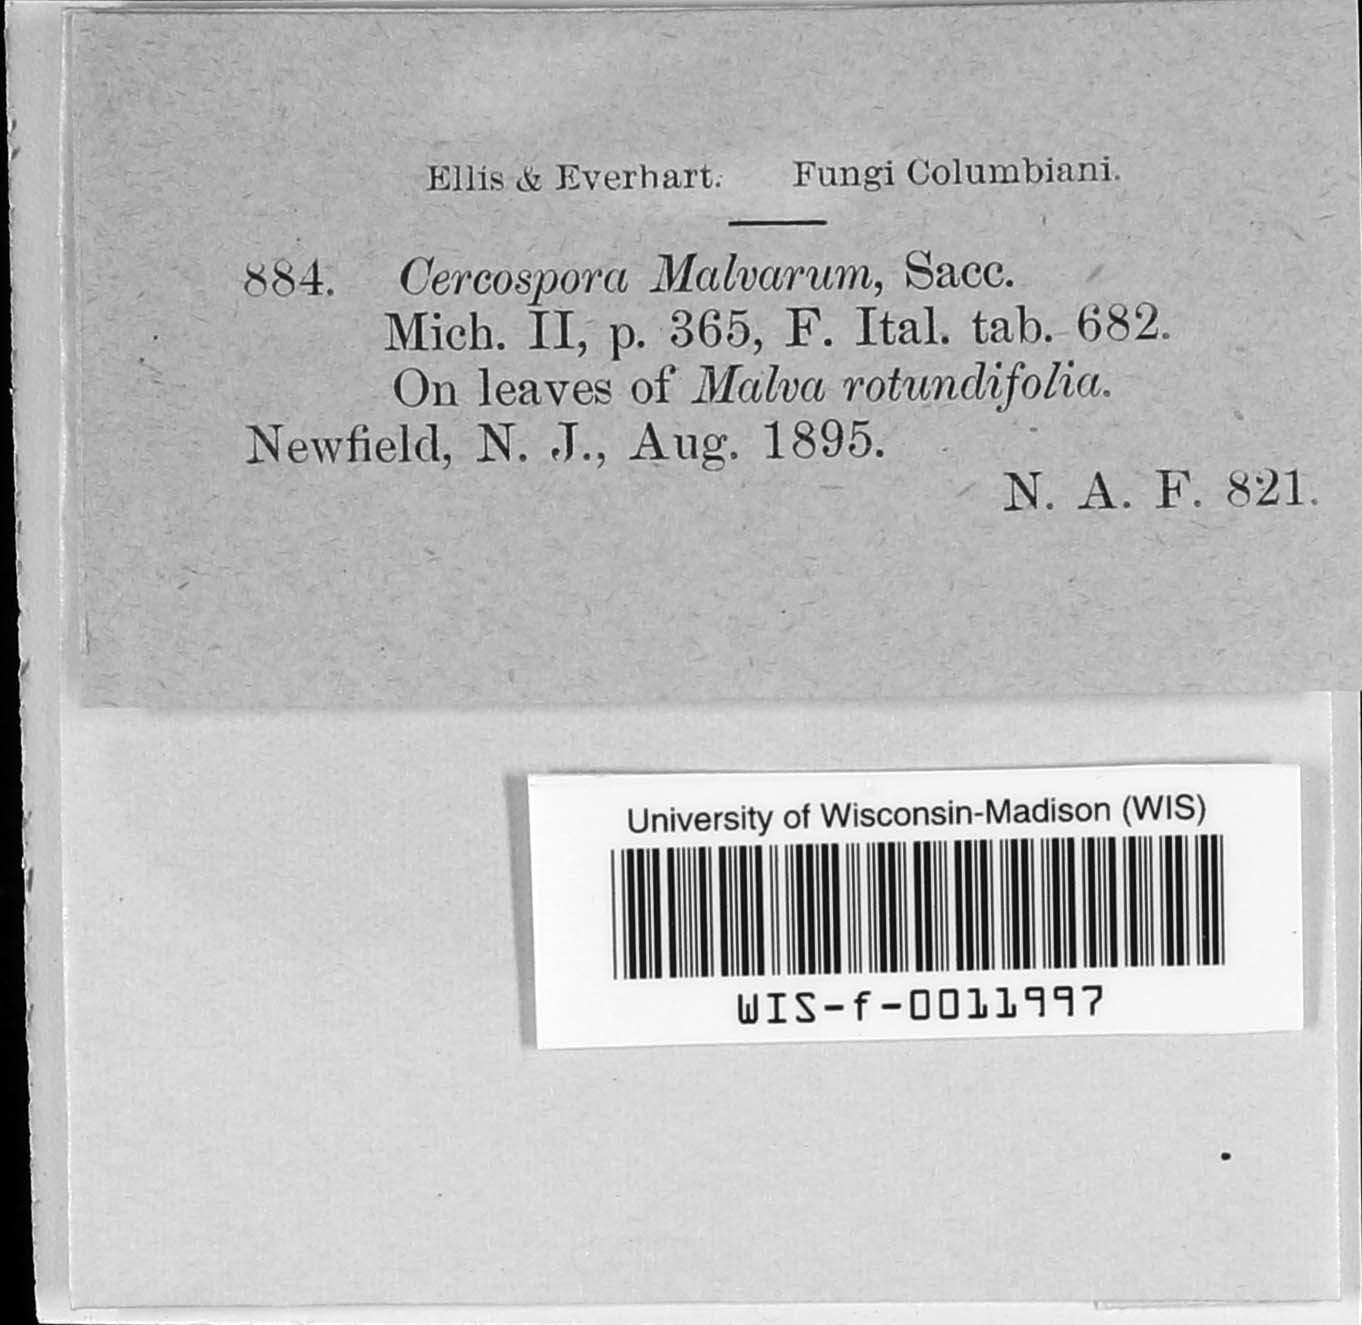 Ellis & Everhart. Fungi Columbiani.
884. Cercospora Malvarum, Sacc.
Mich. II, p. 365, F. Ital. tab. 682.
On leaves of Malva rotundifolia.
Newfield, N. J., Aug. 1895.
N. A. F. 821.
University of Wisconsin-Madison (WIS)
WIS-f-0011997